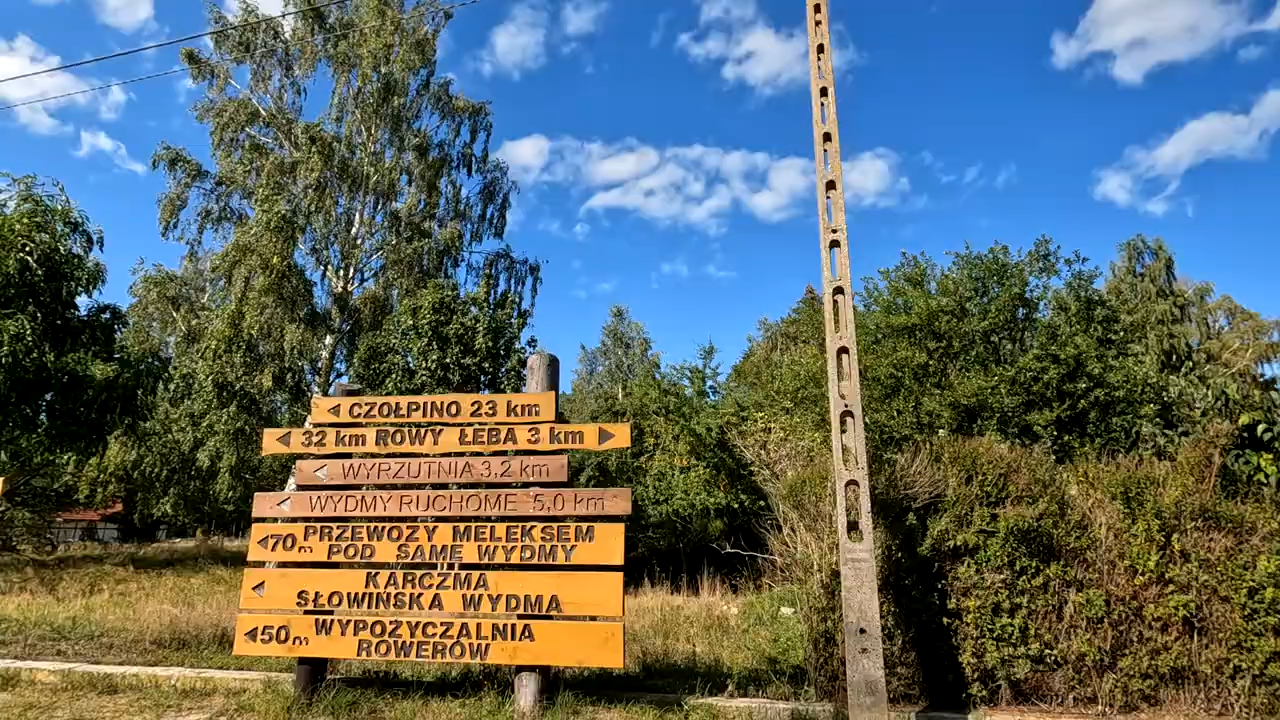 CZOŁPINO 23 km
32 km ROWY ŁEBA 3 km
WYRZUTNIA 3,2 km
WYDMY RUCHOME 5,0 km
70m PRZEWOZY MELEKSEM
POD SAME WYDMY
KARCZMA
SŁOWIŃSKA WYDMA
50m WYPOŻYCZALNIA
ROWERÓW